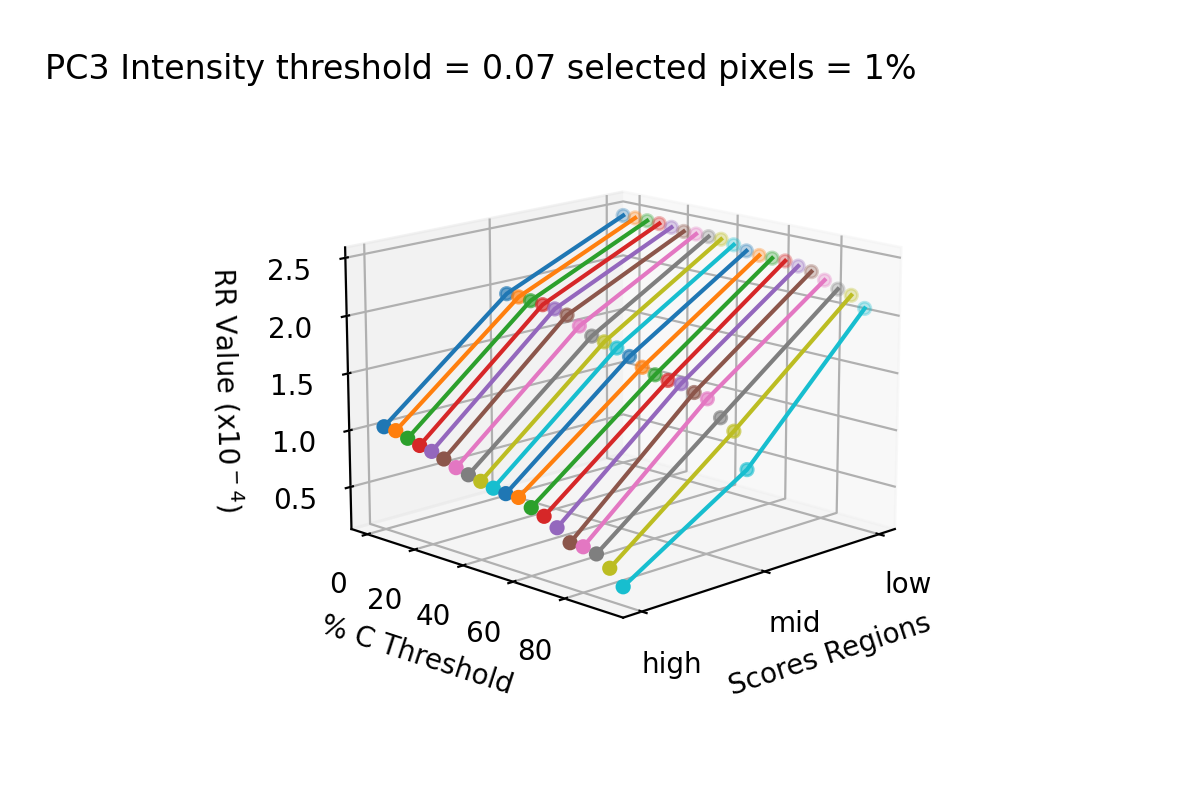 PC3 Intensity threshold = 0.07 selected pixels = 1%
RR Value (x10⁻⁴)
2.5
2.0
1.5
1.0
0.5
0
20
40
60
80
% C Threshold
high
mid
low
Scores Regions